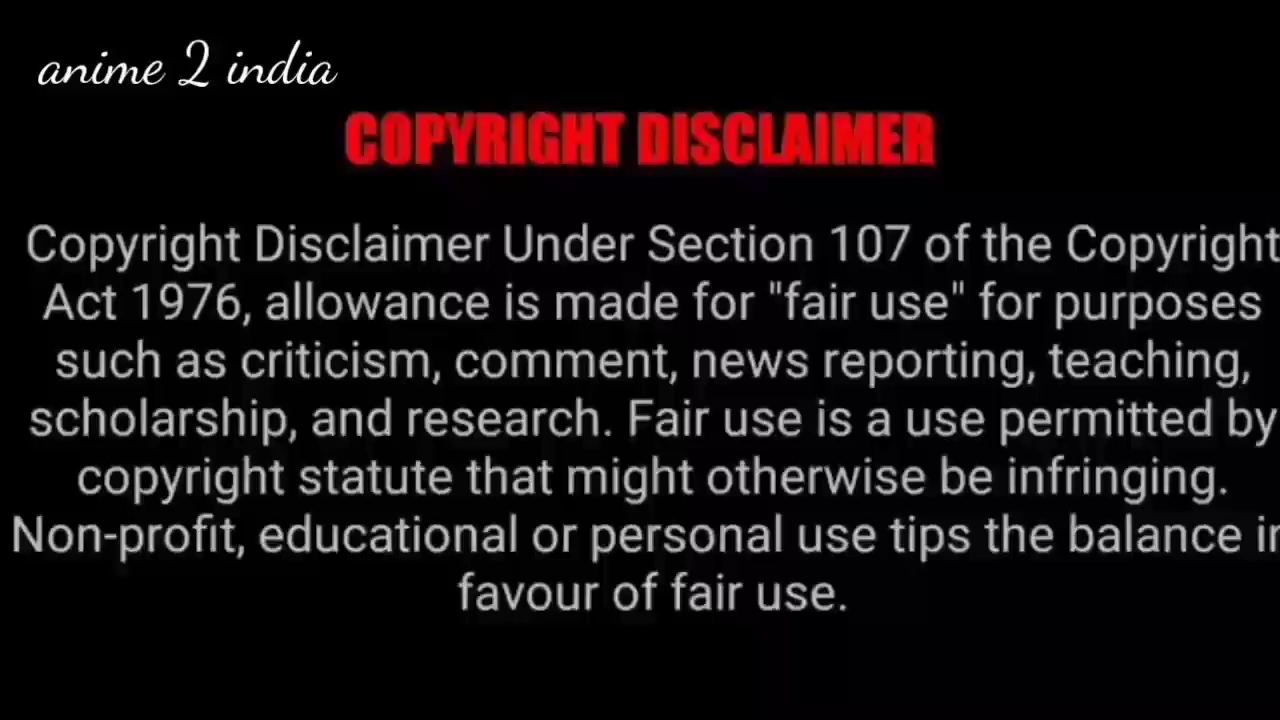 anime 2 india
COPYRIGHT DISCLAIMER
Copyright Disclaimer Under Section 107 of the Copyright
Act 1976, allowance is made for "fair use" for purposes
such as criticism, comment, news reporting, teaching,
scholarship, and research. Fair use is a use permitted by
copyright statute that might otherwise be infringing.
Non-profit, educational or personal use tips the balance in
favour of fair use.